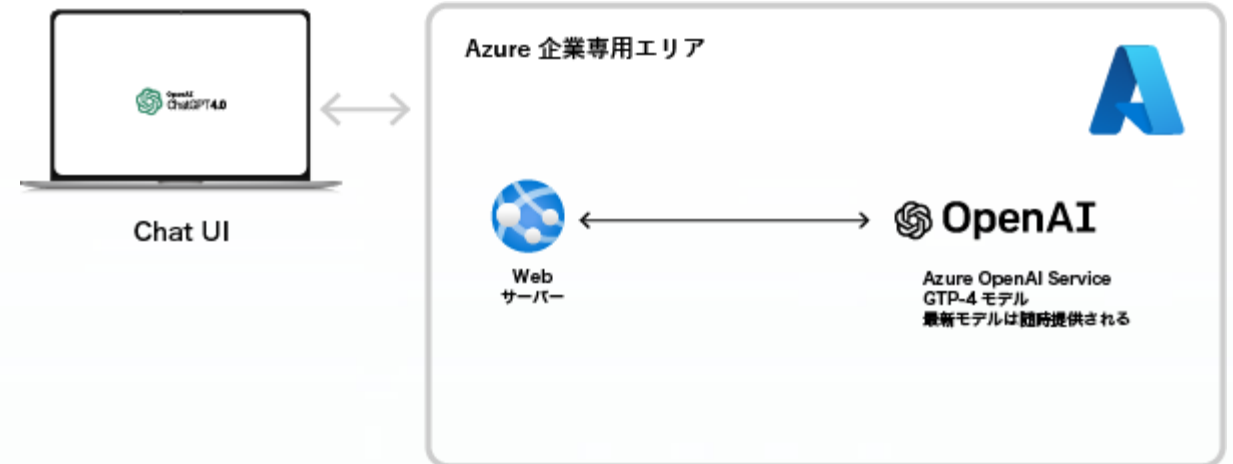 Azure 企業専用エリア
OpenAI
ChatGPT4.0
Chat UI
OpenAI
Web
サーバー
Azure OpenAI Service
GTP-4 モデル
最新モデルは随時提供される